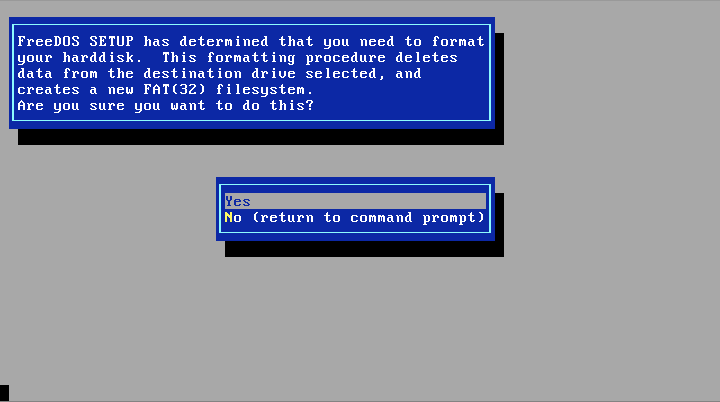 FreeDOS SETUP has determined that you need to format
your harddisk.  This formatting procedure deletes
data from the destination drive selected, and
creates a new FAT(32) filesystem.
Are you sure you want to do this?
Yes
No (return to command prompt)